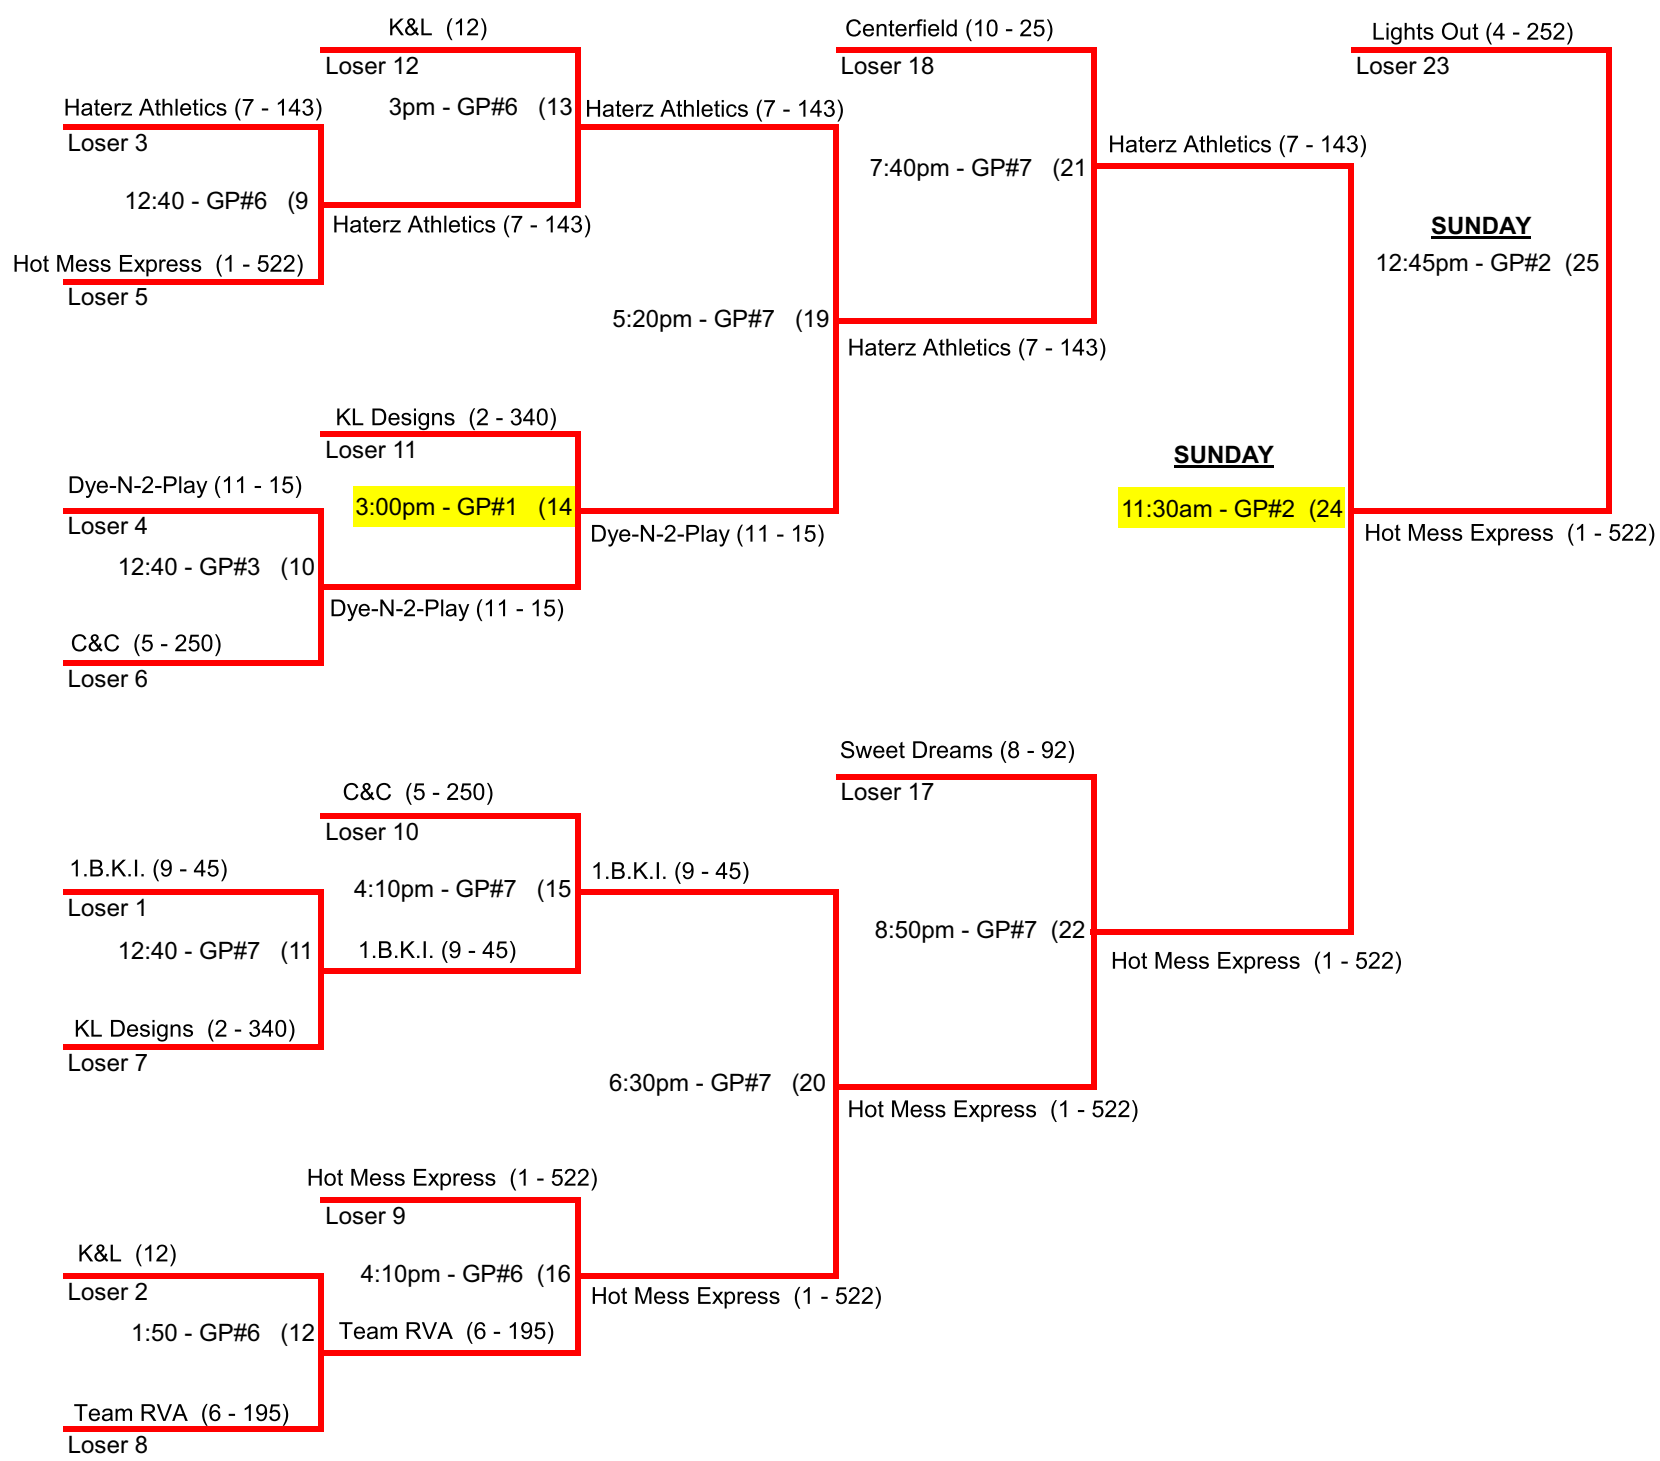 K&L  (12)
Loser 12
Centerfield (10 - 25)
Loser 18
Lights Out (4 - 252)
Loser 23
Haterz Athletics (7 - 143)
Loser 3
3pm - GP#6   (13
Haterz Athletics (7 - 143)
7:40pm - GP#7   (21
Haterz Athletics (7 - 143)
12:40 - GP#6   (9
Haterz Athletics (7 - 143)
SUNDAY
12:45pm - GP#2  (25
Hot Mess Express  (1 - 522)
Loser 5
5:20pm - GP#7   (19
Haterz Athletics (7 - 143)
KL Designs  (2 - 340)
Loser 11
SUNDAY
Dye-N-2-Play (11 - 15)
Loser 4
3:00pm - GP#1   (14
11:30am - GP#2  (24
Dye-N-2-Play (11 - 15)
Hot Mess Express  (1 - 522)
12:40 - GP#3   (10
Dye-N-2-Play (11 - 15)
C&C  (5 - 250)
Loser 6
Sweet Dreams (8 - 92)
Loser 17
C&C  (5 - 250)
Loser 10
1.B.K.I. (9 - 45)
Loser 1
4:10pm - GP#7   (15
1.B.K.I. (9 - 45)
8:50pm - GP#7  (22
12:40 - GP#7   (11
1.B.K.I. (9 - 45)
Hot Mess Express  (1 - 522)
KL Designs  (2 - 340)
Loser 7
6:30pm - GP#7   (20
Hot Mess Express  (1 - 522)
Hot Mess Express  (1 - 522)
Loser 9
K&L  (12)
Loser 2
4:10pm - GP#6  (16
Hot Mess Express  (1 - 522)
1:50 - GP#6   (12
Team RVA  (6 - 195)
Team RVA  (6 - 195)
Loser 8